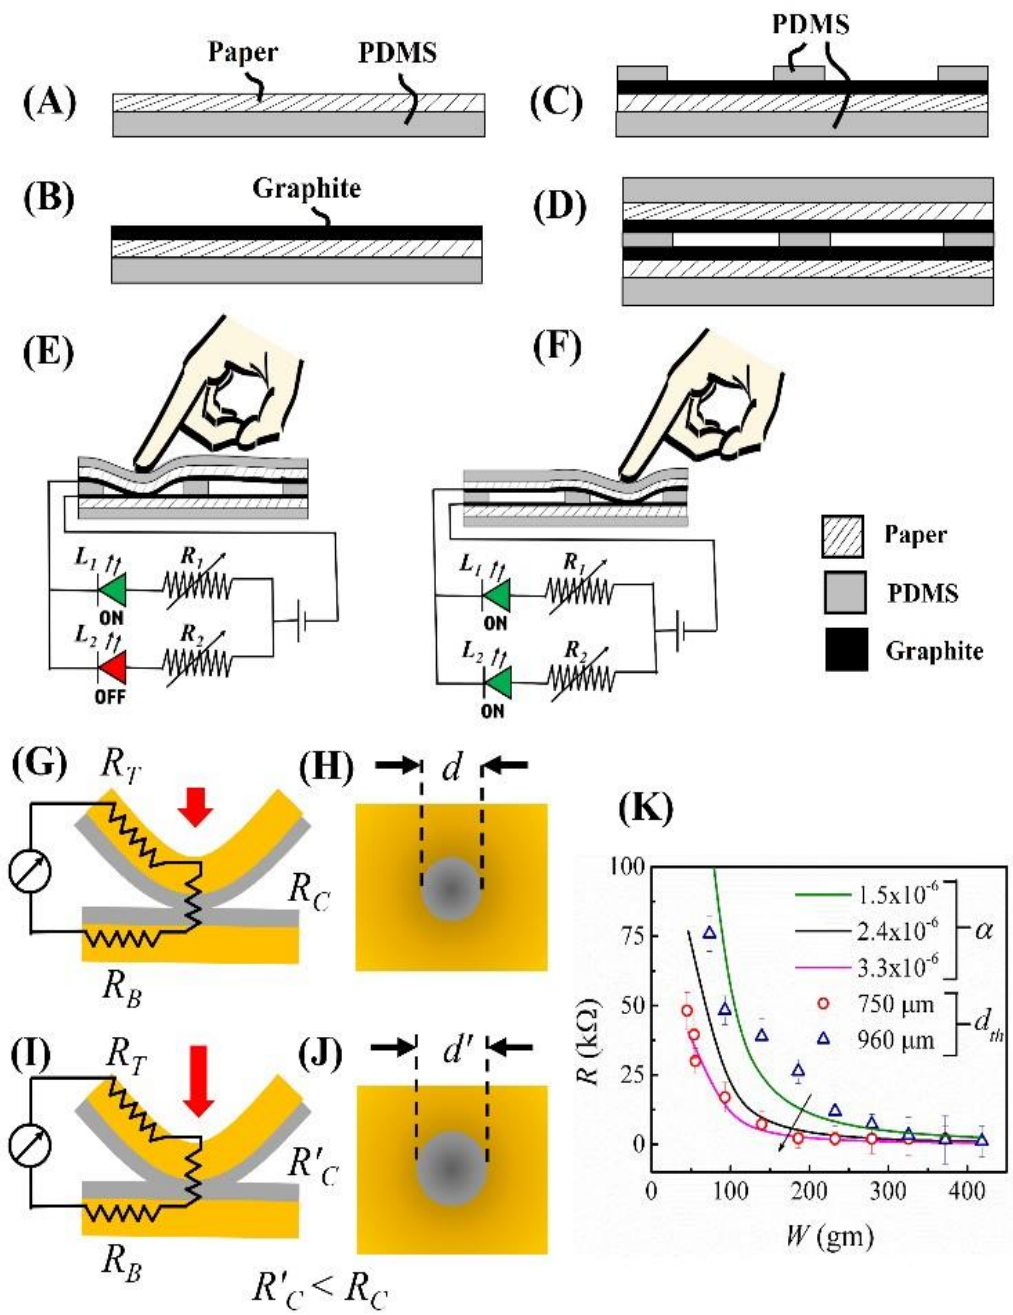 (A)
Paper
PDMS
(B)
Graphite
(C)
PDMS
(D)
(E)
L1
R1
ON
L2
R2
OFF
(F)
L1
R1
ON
L2
R2
ON
Paper
PDMS
Graphite
(G)
RT
RC
RB
(H)
d
(I)
RT
R'C
RB
(J)
d'
R'C < RC
(K)
100
75
50
25
0
R (kΩ)
0 100 200 300 400
W (gm)
1.5x10-6
2.4x10-6
3.3x10-6
α
750 μm
960 μm
dth